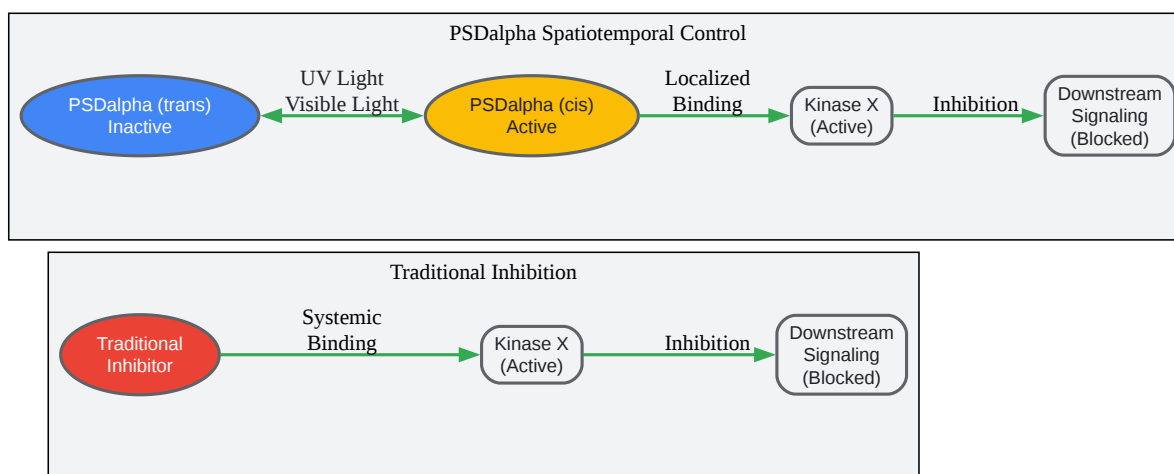 PSDalpha Spatiotemporal Control
PSDalpha (trans)
Inactive
UV Light
Visible Light
PSDalpha (cis)
Active
Localized
Binding
Kinase X
(Active)
Inhibition
Downstream
Signaling
(Blocked)
Traditional Inhibition
Traditional
Inhibitor
Systemic
Binding
Kinase X
(Active)
Inhibition
Downstream
Signaling
(Blocked)